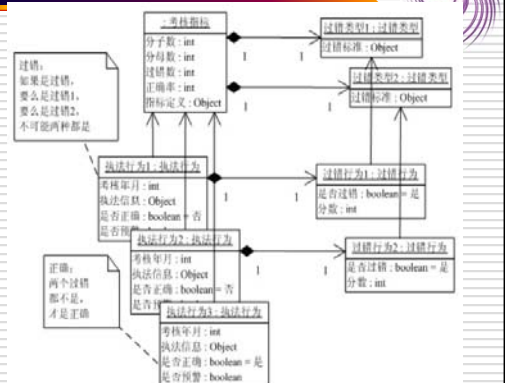 : 考核指标
分子数 : int
分母数 : int
过错数 : int
正确率 : int
指标定义 : Object
过错类型1 : 过错类型
过错标准 : Object
1
1
过错类型2 : 过错类型
过错标准 : Object
1
1
过错:
如果是过错,
要么是过错1,
要么是过错2,
不可能两种都是
执法行为1 : 执法行为
考核年月 : int
执法信息 : Object
是否正确 : boolean = 否
是否预警
过错行为1 : 过错行为
是否过错 : boolean = 是
分数 : int
1
1
执法行为2 : 执法行为
考核年月 : int
执法信息 : Object
是否正确 : boolean = 否
是否预
过错行为2 : 过错行为
是否过错 : boolean = 是
分数 : int
1
1
正确:
两个过错
都不是,
才是正确
执法行为3 : 执法行为
考核年月 : int
执法信息 : Object
是否正确 : boolean = 是
是否预警 : boolean